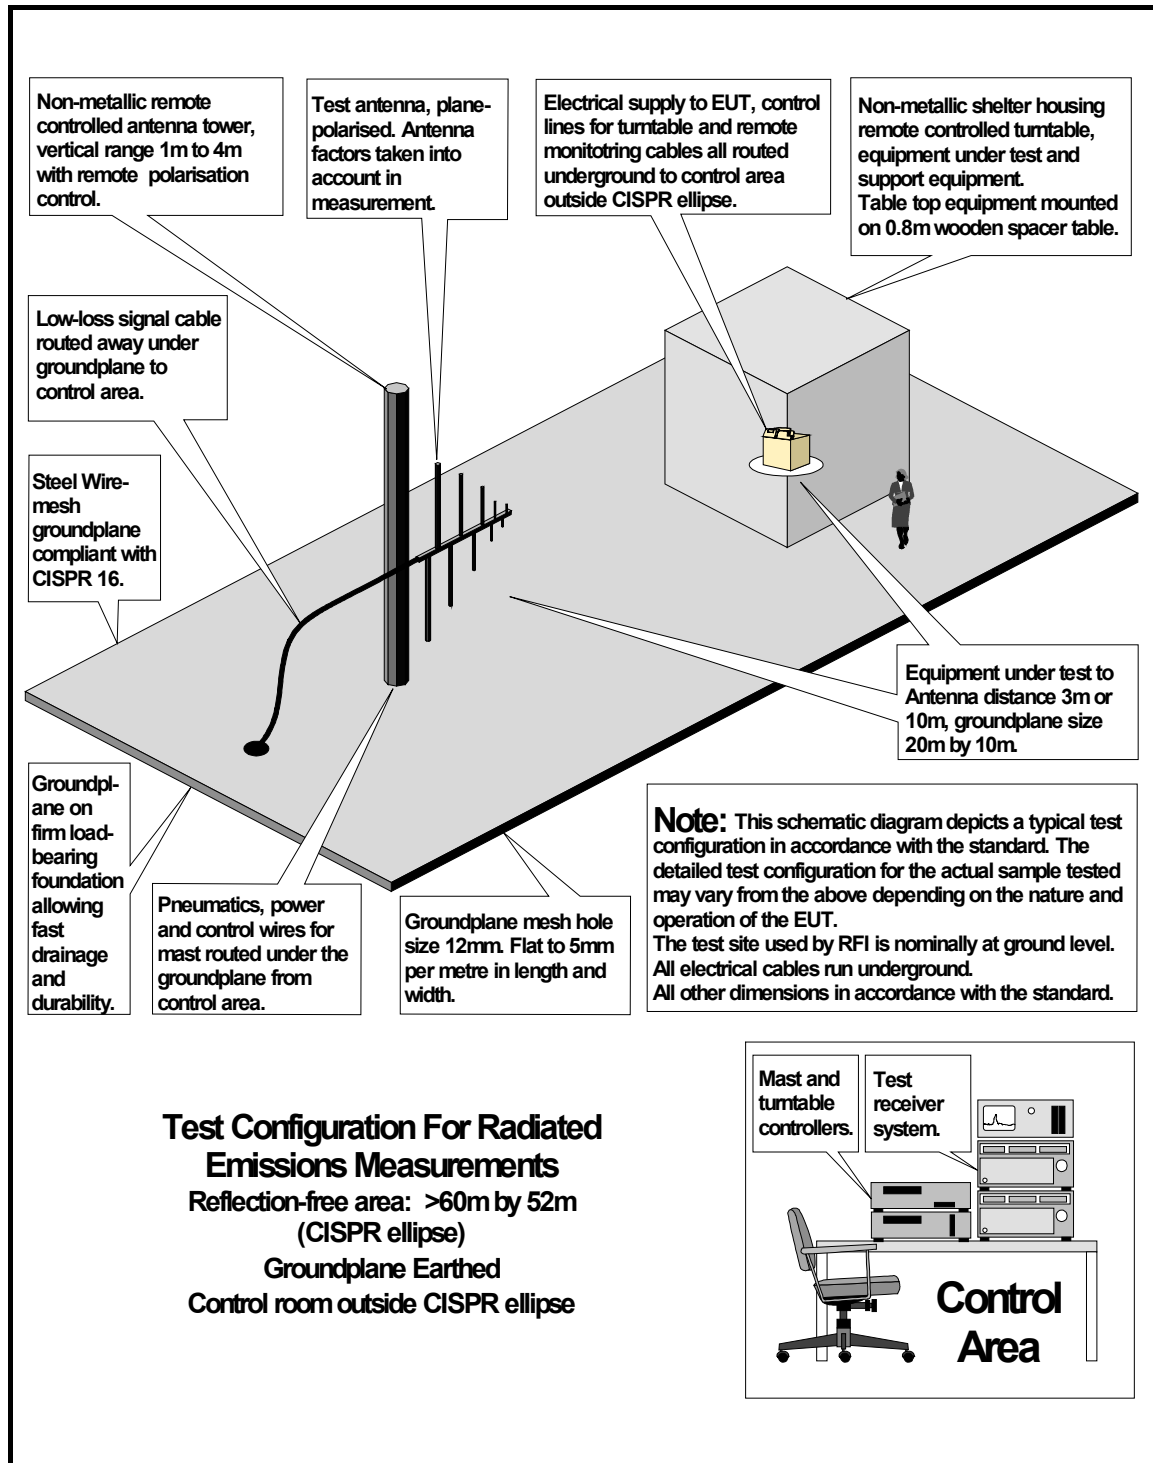 Non-metallic remote
controlled antenna tower,
vertical range 1m to 4m
with remote polarisation
control.
Test antenna, plane-
polarised. Antenna
factors taken into
account in
measurement.
Electrical supply to EUT, control
lines for turntable and remote
monitotring cables all routed
underground to control area
outside CISPR ellipse.
Non-metallic shelter housing
remote controlled turntable,
equipment under test and
support equipment.
Table top equipment mounted
on 0.8m wooden spacer table.
Low-loss signal cable
routed away under
groundplane to
control area.
Steel Wire-
mesh
groundplane
compliant with
CISPR 16.
Equipment under test to
Antenna distance 3m or
10m, groundplane size
20m by 10m.
Groundpl-
ane on
firm load-
bearing
foundation
allowing
fast
drainage
and
durability.
Pneumatics, power
and control wires for
mast routed under the
groundplane from
control area.
Groundplane mesh hole
size 12mm. Flat to 5mm
per metre in length and
width.
Note: This schematic diagram depicts a typical test
configuration in accordance with the standard. The
detailed test configuration for the actual sample tested
may vary from the above depending on the nature and
operation of the EUT.
The test site used by RFI is nominally at ground level.
All electrical cables run underground.
All other dimensions in accordance with the standard.
Test Configuration For Radiated
Emissions Measurements
Reflection-free area: >60m by 52m
(CISPR ellipse)
Groundplane Earthed
Control room outside CISPR ellipse
Mast and
turntable
controllers.
Test
receiver
system.
Control
Area